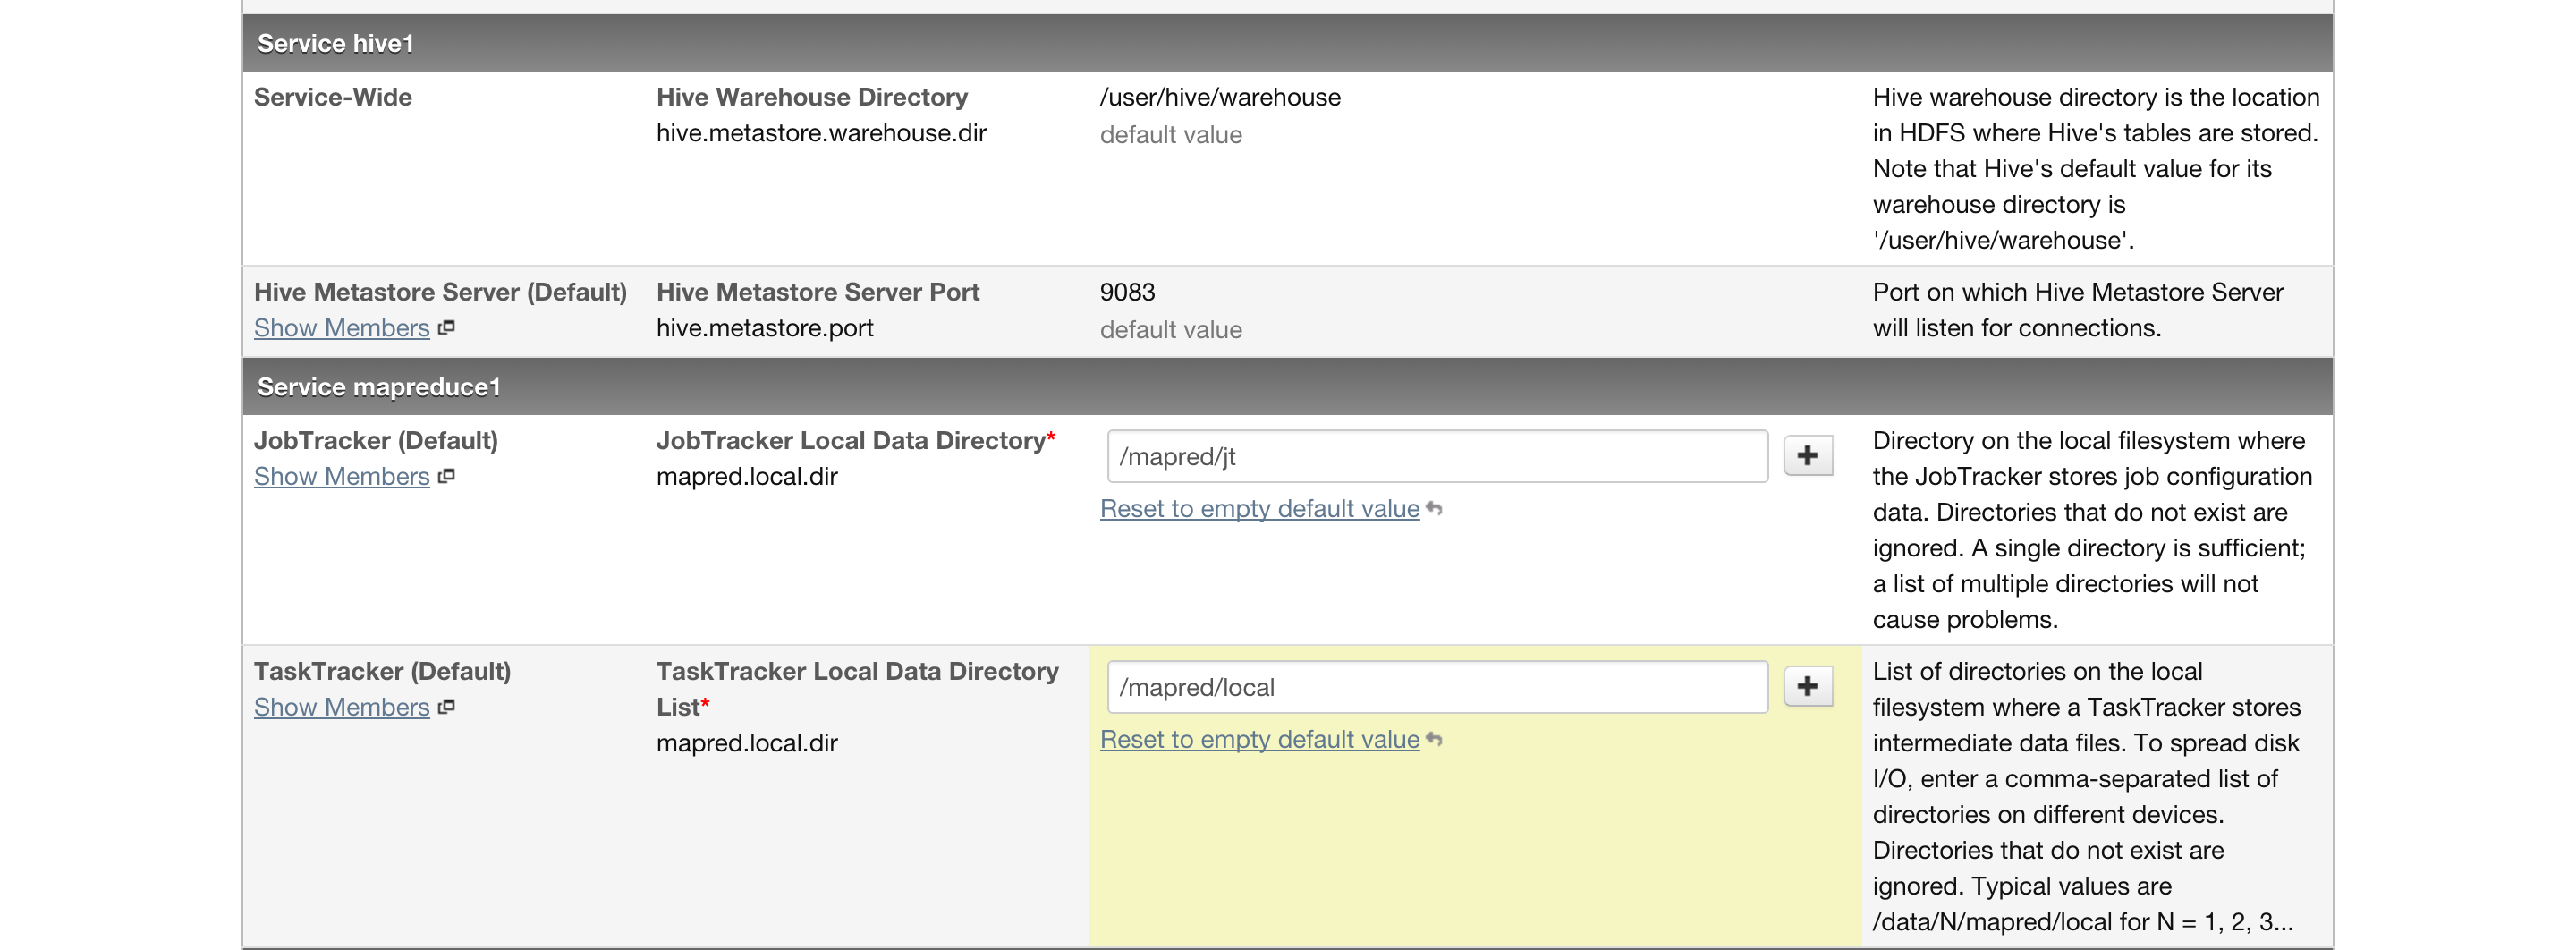 Service hive1
Service-Wide
Hive Warehouse Directory
hive.metastore.warehouse.dir
/user/hive/warehouse
default value
Hive warehouse directory is the location
in HDFS where Hive's tables are stored.
Note that Hive's default value for its
warehouse directory is
'/user/hive/warehouse'.
Hive Metastore Server (Default)
Show Members
Hive Metastore Server Port
hive.metastore.port
9083
default value
Port on which Hive Metastore Server
will listen for connections.
Service mapreduce1
JobTracker (Default)
Show Members
JobTracker Local Data Directory*
mapred.local.dir
/mapred/jt
Reset to empty default value
Directory on the local filesystem where
the JobTracker stores job configuration
data. Directories that do not exist are
ignored. A single directory is sufficient;
a list of multiple directories will not
cause problems.
TaskTracker (Default)
Show Members
TaskTracker Local Data Directory
List*
mapred.local.dir
/mapred/local
Reset to empty default value
List of directories on the local
filesystem where a TaskTracker stores
intermediate data files. To spread disk
I/O, enter a comma-separated list of
directories on different devices.
Directories that do not exist are
ignored. Typical values are
/data/N/mapred/local for N = 1, 2, 3...